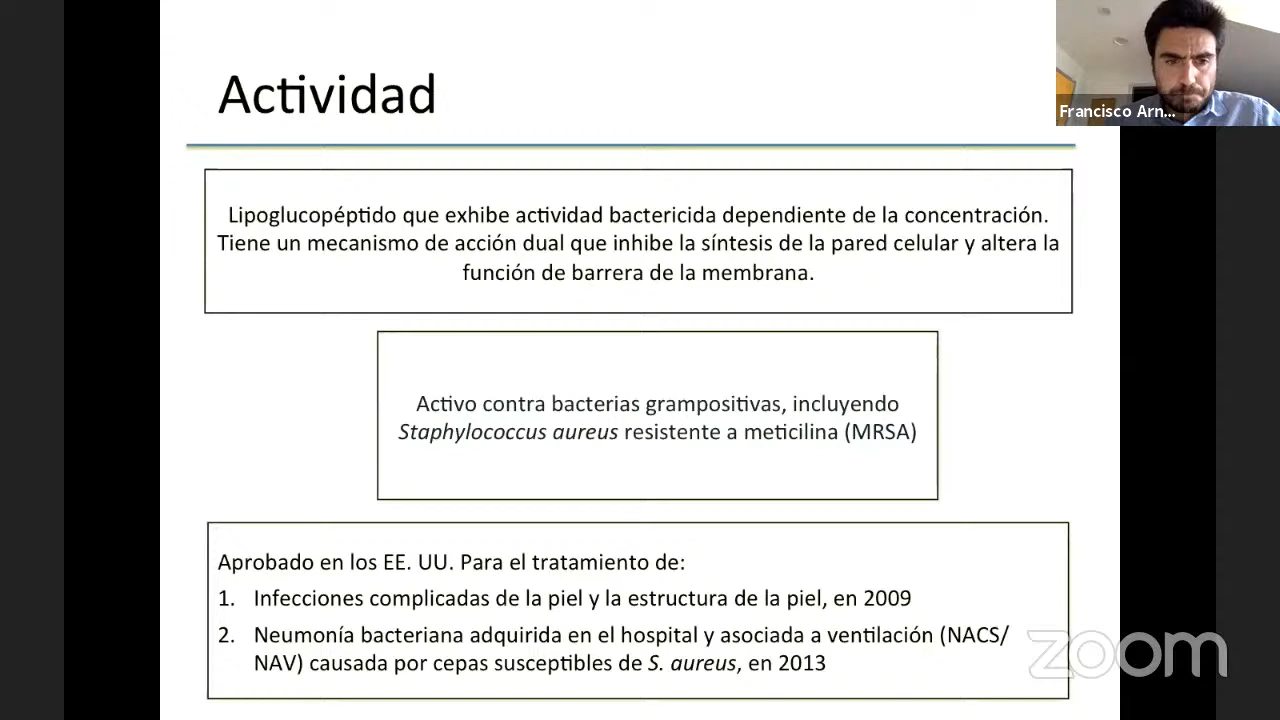 Actividad
Francisco Arn...
Lipoglucopéptido que exhibe actividad bactericida dependiente de la concentración.
Tiene un mecanismo de acción dual que inhibe la síntesis de la pared celular y altera la
función de barrera de la membrana.
Activo contra bacterias grampositivas, incluyendo
Staphylococcus aureus resistente a meticilina (MRSA)
Aprobado en los EE. UU. Para el tratamiento de:
1. Infecciones complicadas de la piel y la estructura de la piel, en 2009
2. Neumonía bacteriana adquirida en el hospital y asociada a ventilación (NACS/
NAV) causada por cepas susceptibles de S. aureus, en 2013
zoom